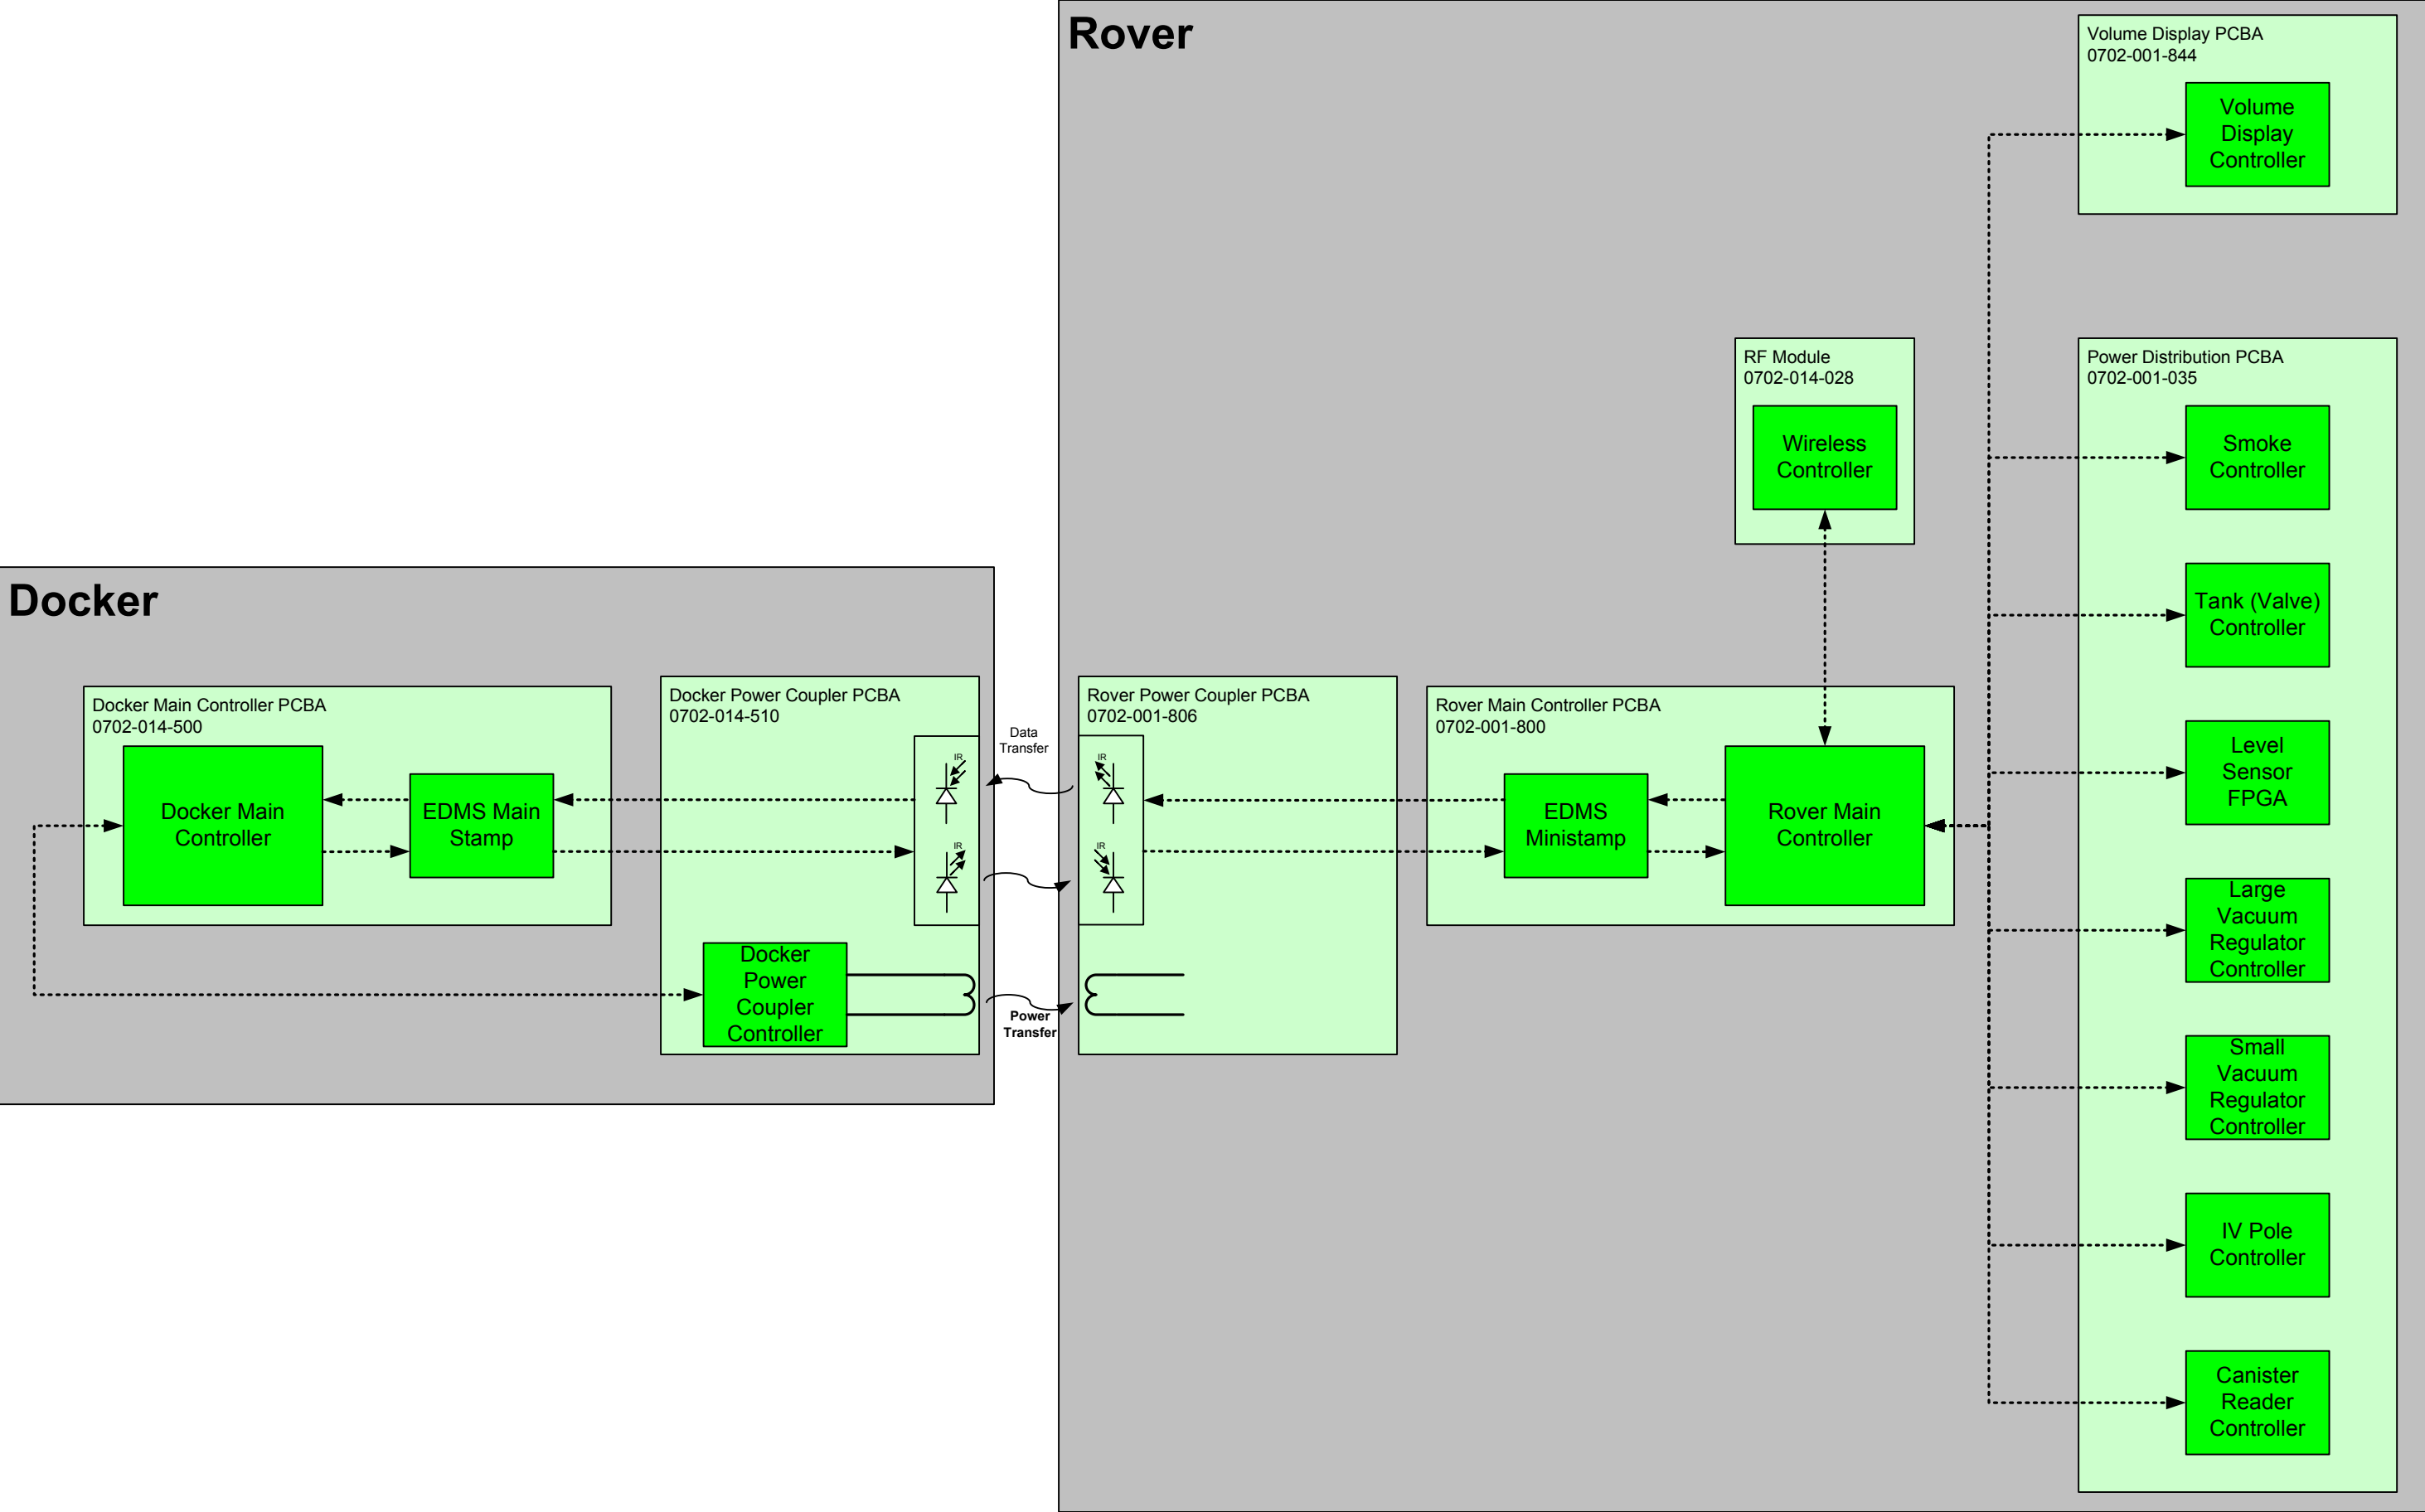 Rover
Volume Display PCBA
0702-001-844
Volume
Display
Controller
RF Module
0702-014-028
Wireless
Controller
Power Distribution PCBA
0702-001-035
Smoke
Controller
Tank (Valve)
Controller
Level
Sensor
FPGA
Large
Vacuum
Regulator
Controller
Small
Vacuum
Regulator
Controller
IV Pole
Controller
Canister
Reader
Controller
Docker
Docker Main Controller PCBA
0702-014-500
Docker Main
Controller
EDMS Main
Stamp
Docker Power Coupler PCBA
0702-014-510
IR
IR
Docker
Power
Coupler
Controller
Data
Transfer
Power
Transfer
Rover Power Coupler PCBA
0702-001-806
IR
IR
Rover Main Controller PCBA
0702-001-800
EDMS
Ministamp
Rover Main
Controller